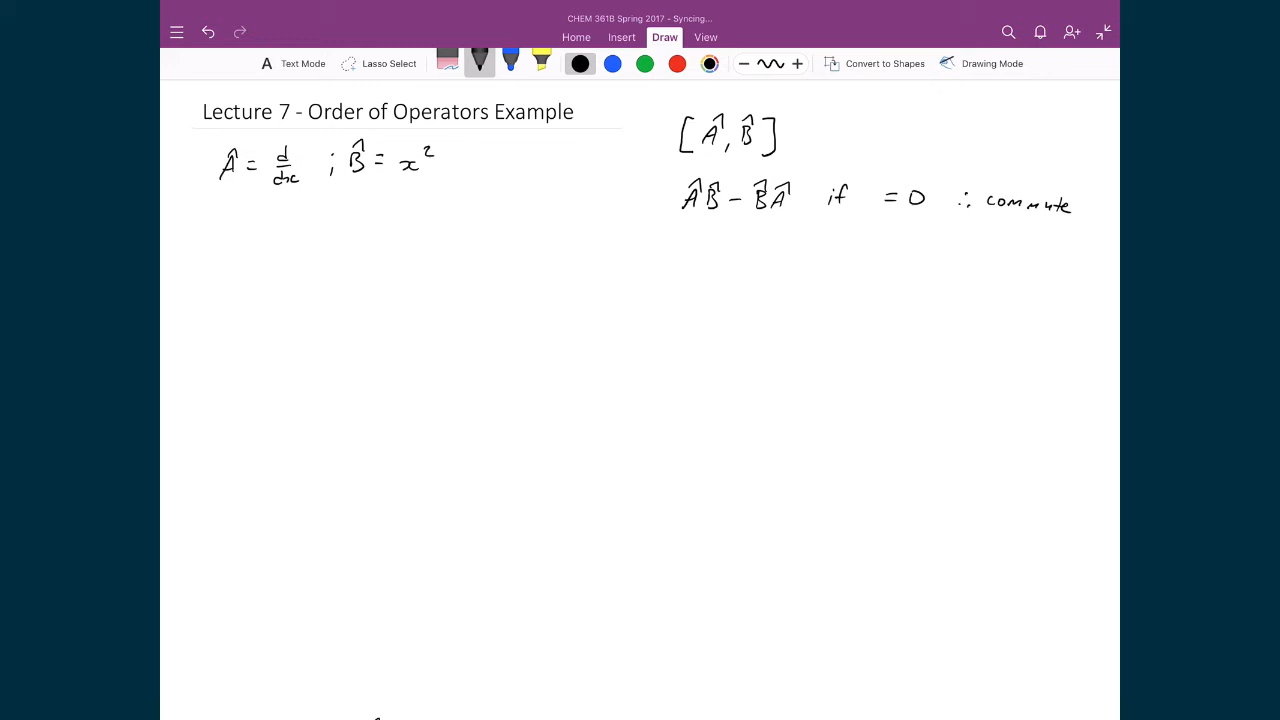 CHEM 361B Spring 2017 - Syncing...
Home Insert Draw View
Text Mode Lasso Select Convert to Shapes Drawing Mode
Lecture 7 - Order of Operators Example
Â = d/dx ; B̂ = x²
[Â, B̂]
ÂB̂ - B̂Â if = 0 ∴ commute